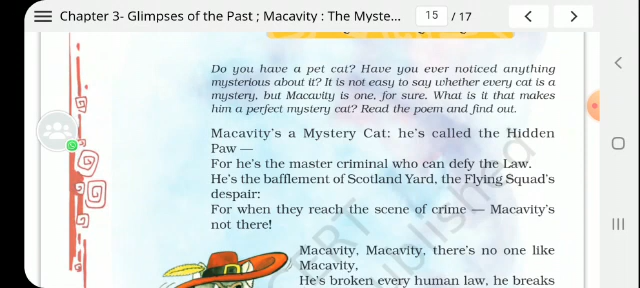 Chapter 3- Glimpses of the Past ; Macavity : The Myste...
15 / 17
Do you have a pet cat? Have you ever noticed anything
mysterious about it? It is not easy to say whether every cat is a
mystery, but Macavity is one, for sure. What is it that makes
him a perfect mystery cat? Read the poem and find out.
Macavity's a Mystery Cat: he's called the Hidden
Paw —
For he's the master criminal who can defy the Law.
He's the bafflement of Scotland Yard, the Flying Squad's
despair:
For when they reach the scene of crime — Macavity's
not there!
Macavity, Macavity, there's no one like
Macavity,
He's broken every human law, he breaks